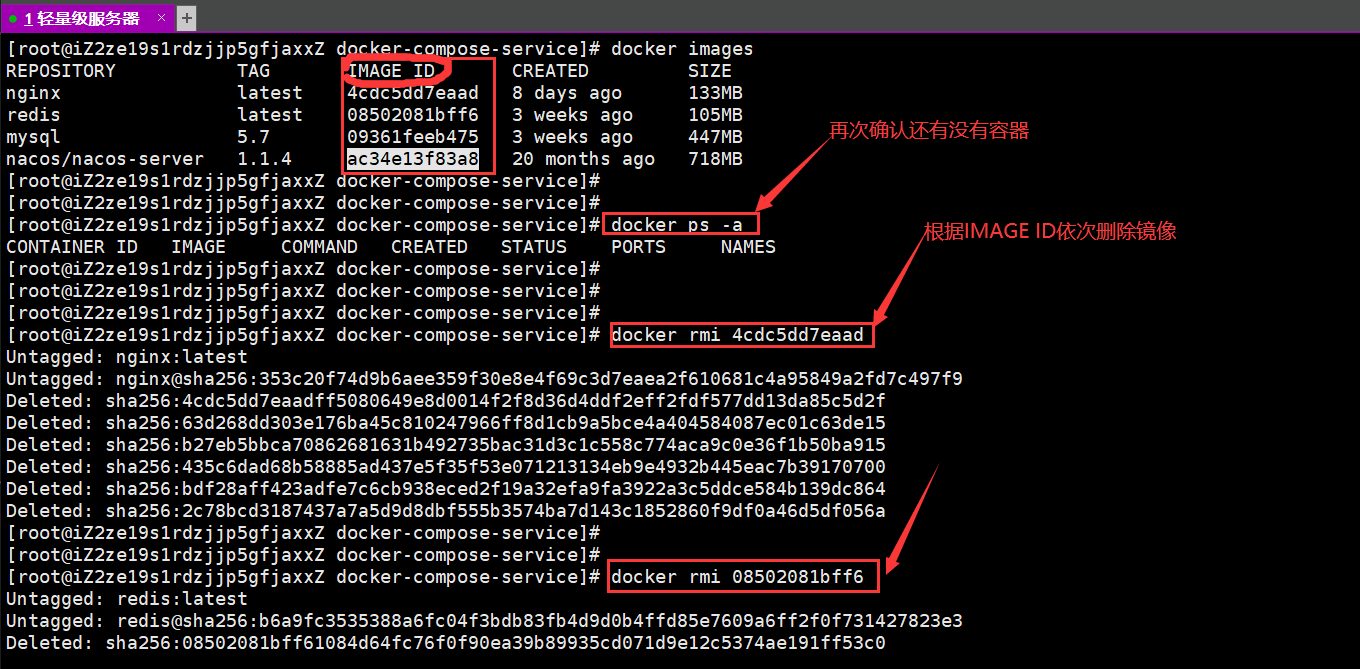 1 轻量级服务器 × +
[root@iZ2ze19s1rdzjjp5gfjaxxZ docker-compose-service]# docker images
REPOSITORY TAG IMAGE ID CREATED SIZE
nginx latest 4cdc5dd7eaad 8 days ago 133MB
redis latest 08502081bff6 3 weeks ago 105MB
mysql 5.7 09361feeb475 3 weeks ago 447MB
再次确认还有没有容器
nacos/nacos-server 1.1.4 ac34e13f83a8 20 months ago 718MB
[root@iZ2ze19s1rdzjjp5gfjaxxZ docker-compose-service]#
[root@iZ2ze19s1rdzjjp5gfjaxxZ docker-compose-service]#
[root@iZ2ze19s1rdzjjp5gfjaxxZ docker-compose-service]# docker ps -a
根据IMAGE ID依次删除镜像
CONTAINER ID IMAGE COMMAND CREATED STATUS PORTS NAMES
[root@iZ2ze19s1rdzjjp5gfjaxxZ docker-compose-service]#
[root@iZ2ze19s1rdzjjp5gfjaxxZ docker-compose-service]#
[root@iZ2ze19s1rdzjjp5gfjaxxZ docker-compose-service]#
[root@iZ2ze19s1rdzjjp5gfjaxxZ docker-compose-service]# docker rmi 4cdc5dd7eaad
Untagged: nginx:latest
Untagged: nginx@sha256:353c20f74d9b6aee359f30e8e4f69c3d7eaea2f610681c4a95849a2fd7c497f9
Deleted: sha256:4cdc5dd7eaadff5080649e8d0014f2f8d36d4ddf2eff2fdf577dd13da85c5d2f
Deleted: sha256:63d268dd303e176ba45c810247966ff8d1cb9a5bce4a404584087ec01c63de15
Deleted: sha256:b27eb5bbca70862681631b492735bac31d3c1c558c774aca9c0e36f1b50ba915
Deleted: sha256:435c6dad68b58885ad437e5f35f53e071213134eb9e4932b445eac7b39170700
Deleted: sha256:bdf28aff423adfe7c6cb938eced2f19a32efa9fa3922a3c5ddce584b139dc864
Deleted: sha256:2c78bcd3187437a7a5d9d8dbf555b3574ba7d143c1852860f9df0a46d5df056a
[root@iZ2ze19s1rdzjjp5gfjaxxZ docker-compose-service]#
[root@iZ2ze19s1rdzjjp5gfjaxxZ docker-compose-service]#
[root@iZ2ze19s1rdzjjp5gfjaxxZ docker-compose-service]# docker rmi 08502081bff6
Untagged: redis:latest
Untagged: redis@sha256:b6a9fc3535388a6fc04f3bdb83fb4d9d0b4ffd85e7609a6ff2f0f731427823e3
Deleted: sha256:08502081bff61084d64fc76f0f90ea39b89935cd071d9e12c5374ae191ff53c0